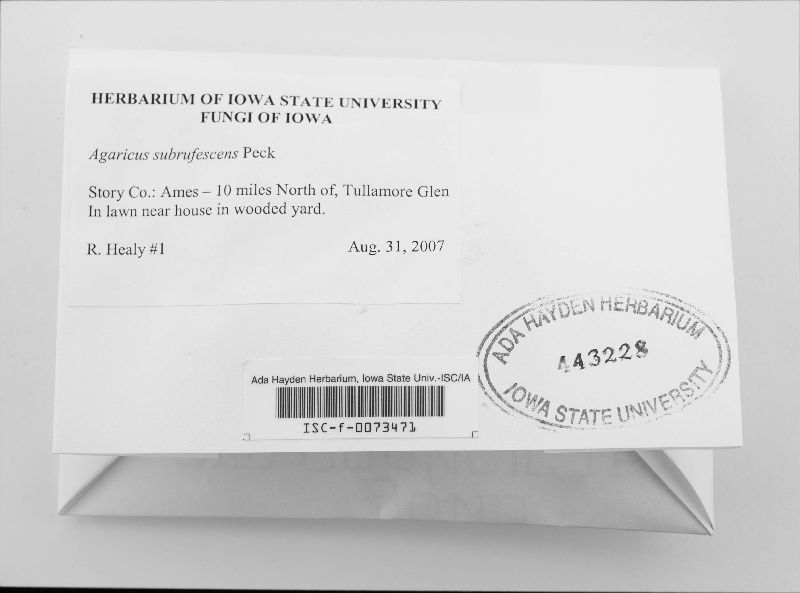 HERBARIUM OF IOWA STATE UNIVERSITY
FUNGI OF IOWA
Agaricus subrufescens Peck
Story Co.: Ames – 10 miles North of, Tullamore Glen
In lawn near house in wooded yard.
R. Healy #1 Aug. 31, 2007
ADA HAYDEN HERBARIUM
443228
IOWA STATE UNIVERSITY
Ada Hayden Herbarium, Iowa State Univ.-ISC/IA
ISC-f-0073471